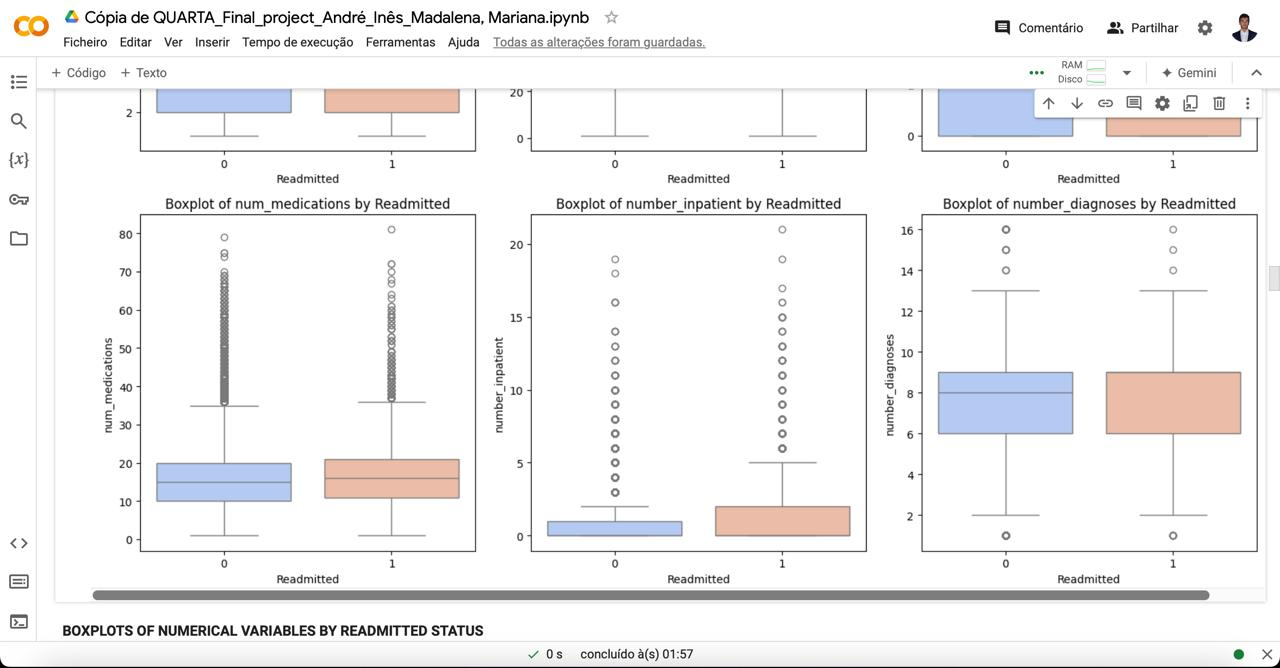 Cópia de QUARTA_Final_project_André_Inês_Madalena, Mariana.ipynb
Comentário
Partilhar
Ficheiro Editar Ver Inserir Tempo de execução Ferramentas Ajuda Todas as alterações foram guardadas.
+ Código + Texto
RAM
Disco
Gemini
{x}
2
0 1
Readmitted
20
0
0 1
Readmitted
0
0 1
Readmitted
Boxplot of num_medications by Readmitted
num_medications
80
70
60
50
40
30
20
10
0
0 1
Readmitted
Boxplot of number_inpatient by Readmitted
number_inpatient
20
15
10
5
0
0 1
Readmitted
Boxplot of number_diagnoses by Readmitted
number_diagnoses
16
14
12
10
8
6
4
2
0 1
Readmitted
BOXPLOTS OF NUMERICAL VARIABLES BY READMITTED STATUS
0 s concluído à(s) 01:57